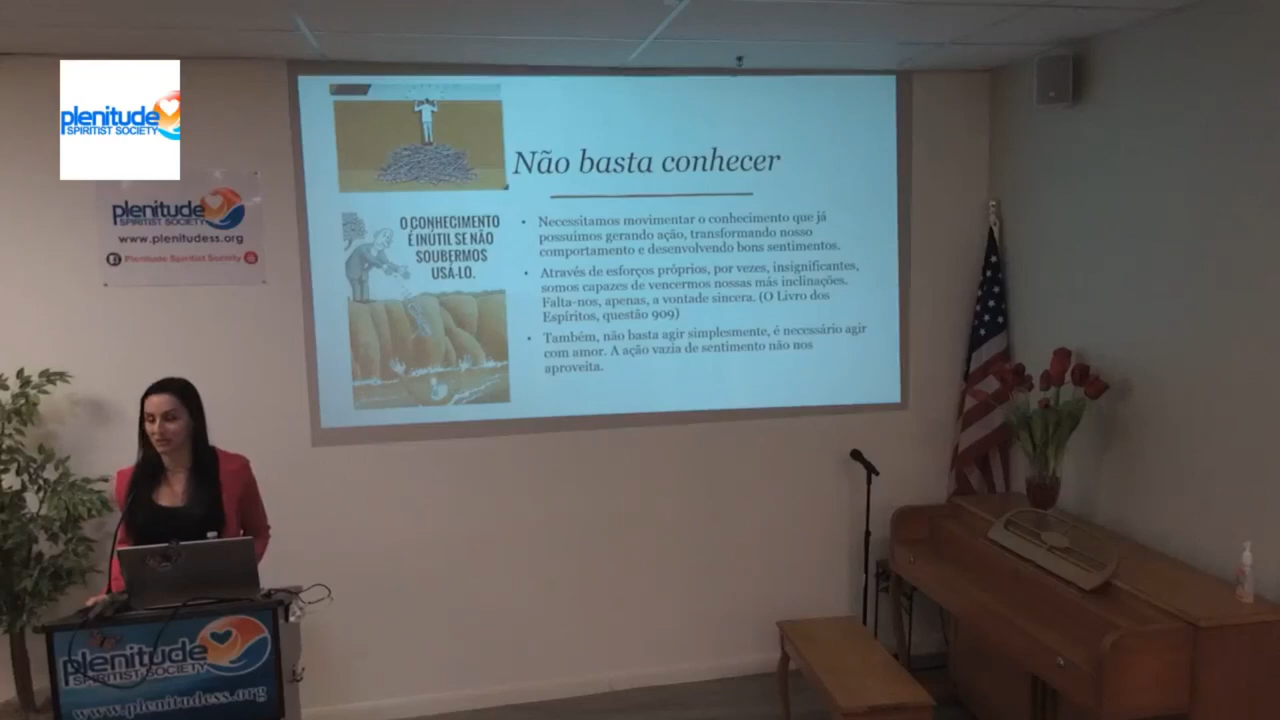 plenitude
SPIRITIST SOCIETY
plenitude
SPIRITIST SOCIETY
www.plenitudess.org
Plenitude Spiritist Society
Não basta conhecer
O CONHECIMENTO
É INÚTIL SE NÃO
SOUBERMOS
USÁ-LO.
• Necessitamos movimentar o conhecimento que já
possuimos gerando ação, transformando nosso
comportamento e desenvolvendo bons sentimentos.
• Através de esforços próprios, por vezes, insignificantes,
somos capazes de vencermos nossas más inclinações.
Falta-nos, apenas, a vontade sincera. (O Livro dos
Espíritos, questão 909)
• Também, não basta agir simplesmente, é necessário agir
com amor. A ação vazia de sentimento não nos
aproveita.
plenitude
SPIRITIST SOCIETY
www.plenitudess.org